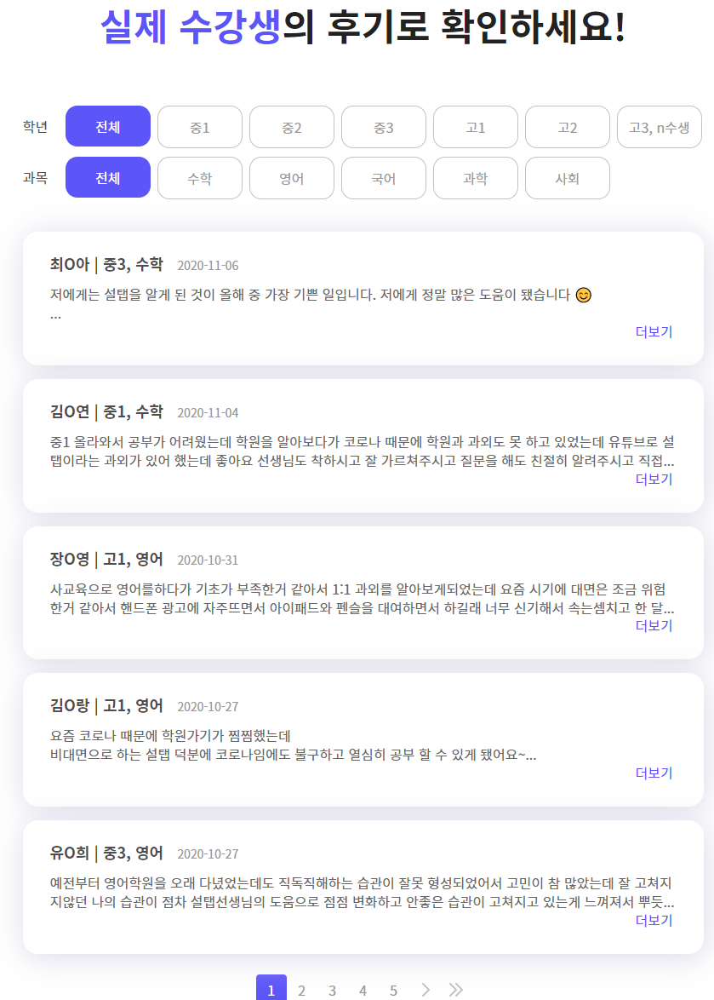 실제 수강생의 후기로 확인하세요!
학년 전체 중1 중2 중3 고1 고2 고3, n수생
과목 전체 수학 영어 국어 과학 사회
최O아 | 중3, 수학 2020-11-06
저에게는 설탭을 알게 된 것이 올해 중 가장 기쁜 일입니다. 저에게 정말 많은 도움이 됐습니다 😊
...
더보기
김O연 | 중1, 수학 2020-11-04
중1 올라와서 공부가 어려웠는데 학원을 알아보다가 코로나 때문에 학원과 과외도 못 하고 있었는데 유튜브로 설
탭이라는 과외가 있어 했는데 좋아요 선생님도 착하시고 잘 가르쳐주시고 질문을 해도 친절히 알려주시고 직접...
더보기
장O영 | 고1, 영어 2020-10-31
사교육으로 영어를하다가 기초가 부족한거 같아서 1:1 과외를 알아보게되었는데 요즘 시기에 대면은 조금 위험
한거 같아서 핸드폰 광고에 자주뜨면서 아이패드와 펜슬을 대여하면서 하길래 너무 신기해서 속는셈치고 한 달...
더보기
김O랑 | 고1, 영어 2020-10-27
요즘 코로나 때문에 학원가기가 찜찜했는데
비대면으로 하는 설탭 덕분에 코로나임에도 불구하고 열심히 공부 할 수 있게 됐어요~...
더보기
유O희 | 중3, 영어 2020-10-27
예전부터 영어학원을 오래 다녔었는데도 직독직해하는 습관이 잘못 형성되었어서 고민이 참 많았는데 잘 고쳐지
지않던 나의 습관이 점차 설탭선생님의 도움으로 점점 변화하고 안좋은 습관이 고쳐지고 있는게 느껴져서 뿌듯...
더보기
1 2 3 4 5